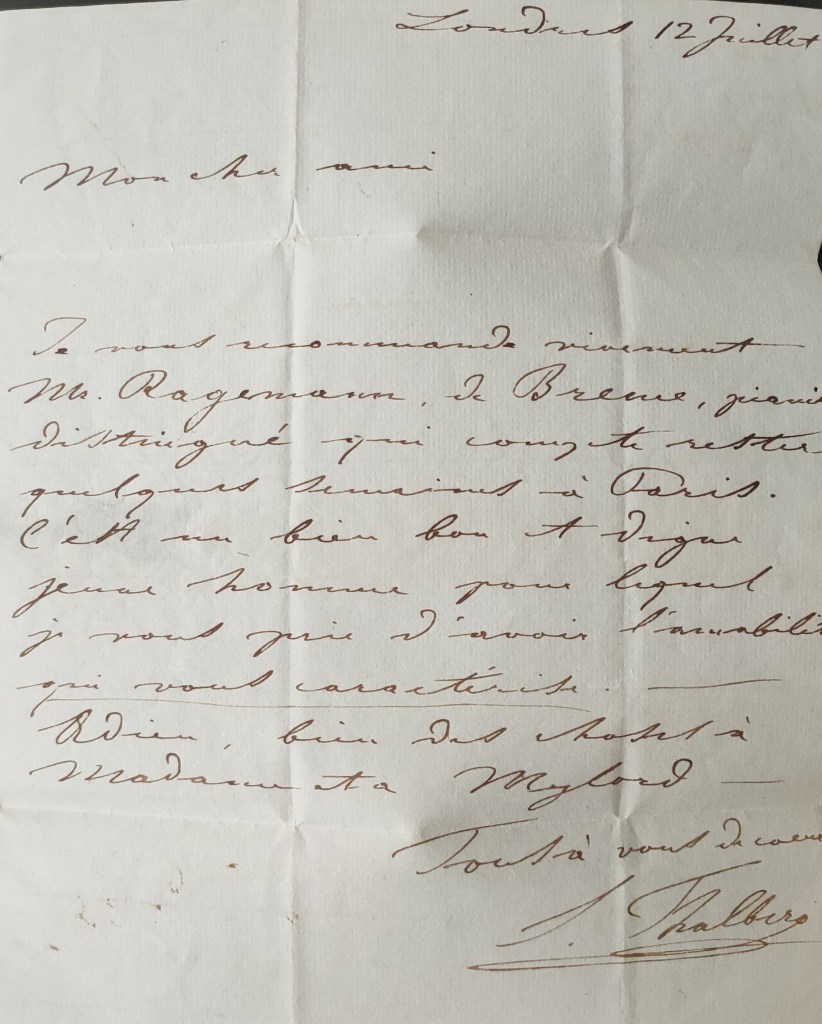 Londres 12 Juillet
Mon cher ami
Je vous recommande vivement
Mr. Ragemann, de Breme, piani
distingué qui compte rester
quelques semaines à Paris.
C'est un bien bon et digne
jeune homme pour lequel
je vous prie d'avoir l'amabilit
qui vous caractérise. —
Adieu, bien des choses à
Madame et a Mylord —
Tout à vous de coeur
S. Thalberg